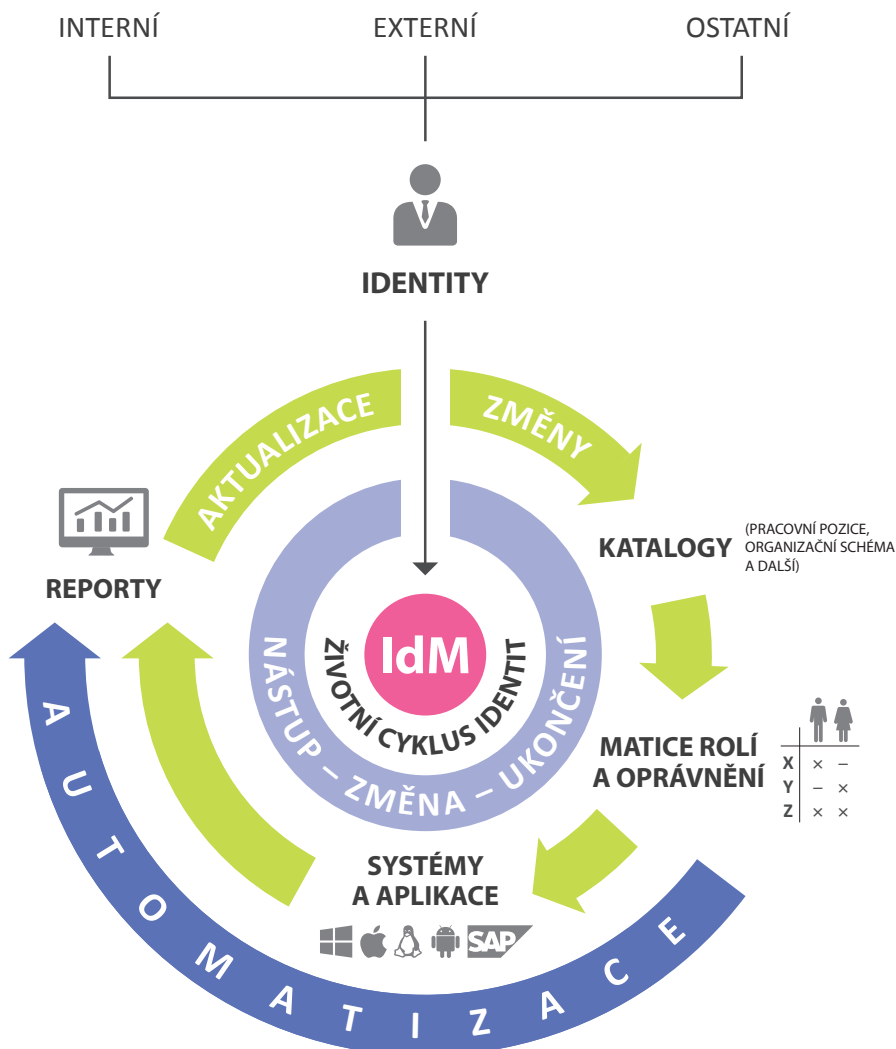 INTERNÍ
EXTERNÍ
OSTATNÍ
IDENTITY
AKTUALIZACE
ZMĚNY
KATALOGY
(PRACOVNÍ POZICE,
ORGANIZAČNÍ SCHÉMA
A DALŠÍ)
REPORTY
IdM
ŽIVOTNÍ CYKLUS IDENTIT
NÁSTUP – ZMĚNA – UKONČENÍ
MATICE ROLÍ
A OPRÁVNĚNÍ
X × –
Y – ×
Z × ×
SYSTÉMY
A APLIKACE
SAP
AUTOMATIZACE